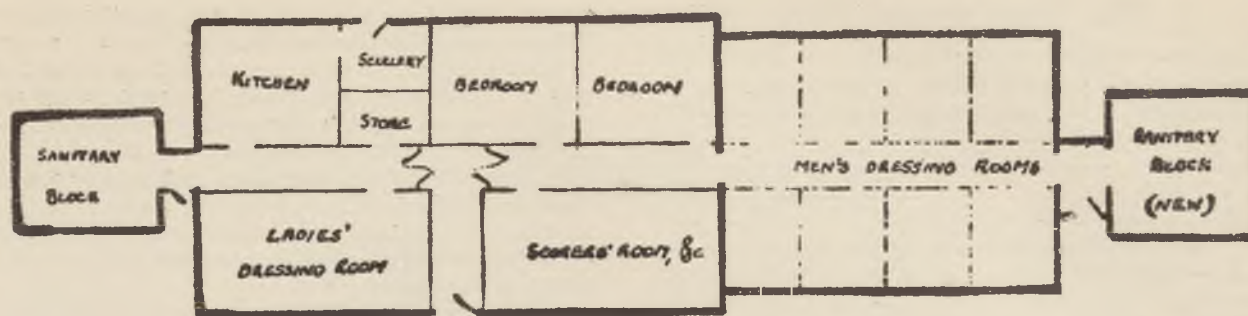 KITCHEN
SCULLERY
STORE
BEDROOM
BEDROOM
SANITARY
BLOCK
MEN'S DRESSING ROOMS
SANITARY
BLOCK
(NEW)
LADIES'
DRESSING ROOM
SCORERS' ROOM, &c